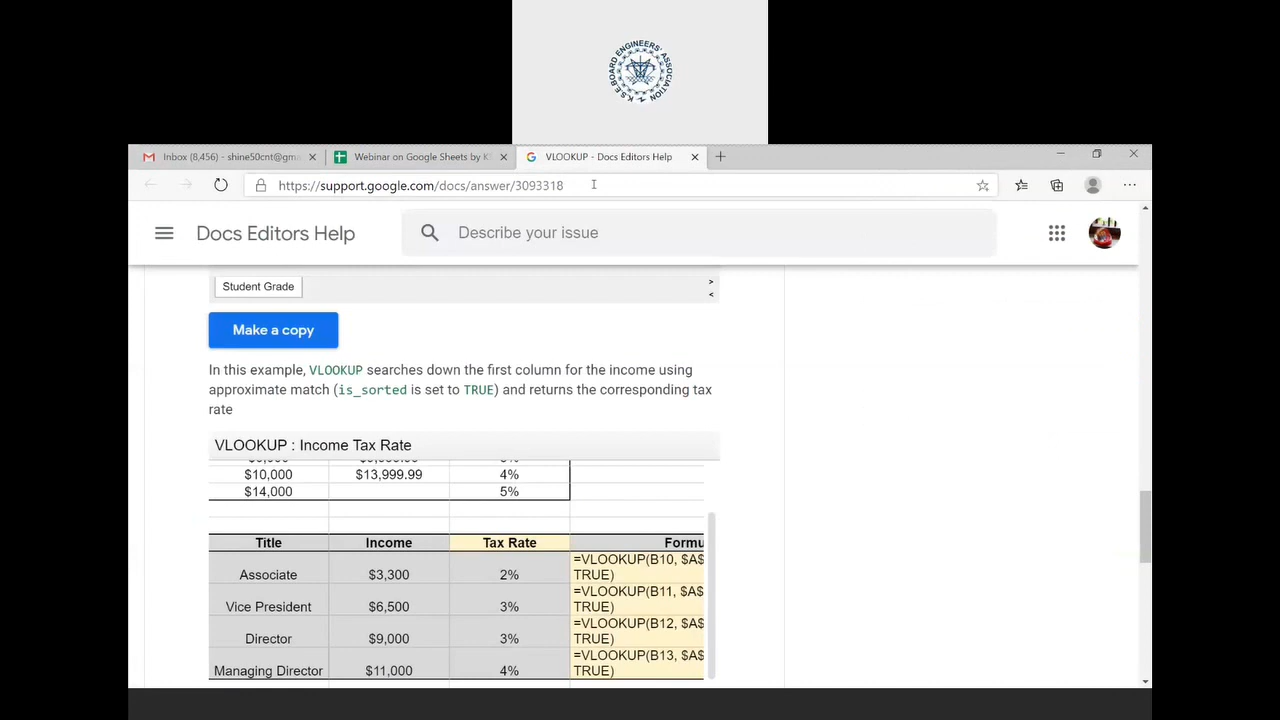 K.S.E.BOARD ENGINEERS' ASSOCIATION
Inbox (8,456) - shine50cnt@gma
Webinar on Google Sheets by K
VLOOKUP - Docs Editors Help
https://support.google.com/docs/answer/3093318
Docs Editors Help
Describe your issue
Student Grade
Make a copy
In this example, VLOOKUP searches down the first column for the income using
approximate match (is_sorted is set to TRUE) and returns the corresponding tax
rate
VLOOKUP : Income Tax Rate
$10,000 $13,999.99 4%
$14,000 5%
Title Income Tax Rate Formu
=VLOOKUP(B10, $A$
Associate $3,300 2% TRUE)
=VLOOKUP(B11, $A$
Vice President $6,500 3% TRUE)
=VLOOKUP(B12, $A$
Director $9,000 3% TRUE)
=VLOOKUP(B13, $A$
Managing Director $11,000 4% TRUE)